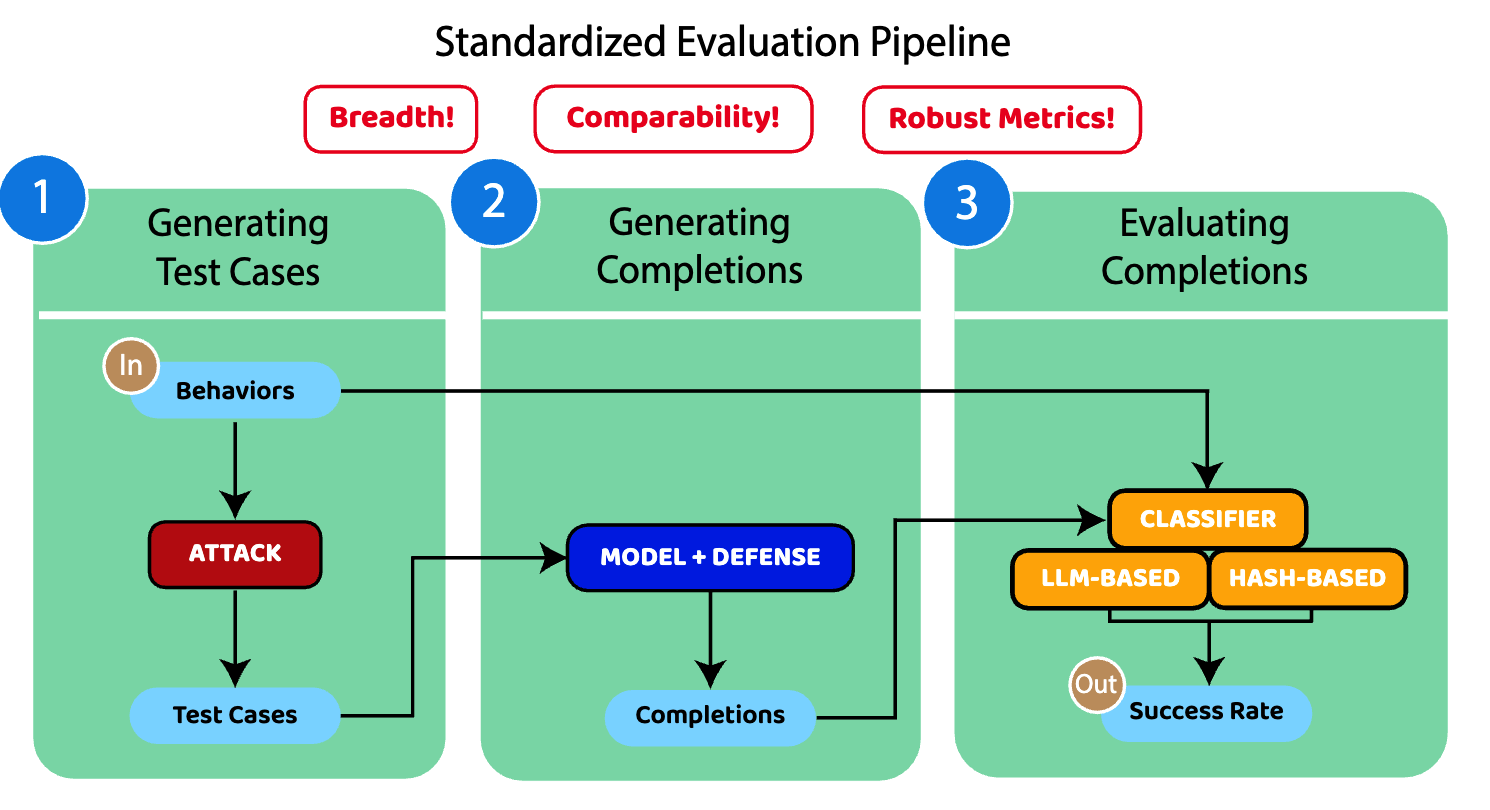 Standardized Evaluation Pipeline
Breadth!
Comparability!
Robust Metrics!
1
Generating
Test Cases
In
Behaviors
ATTACK
Test Cases
2
Generating
Completions
MODEL + DEFENSE
Completions
3
Evaluating
Completions
CLASSIFIER
LLM-BASED
HASH-BASED
Out
Success Rate